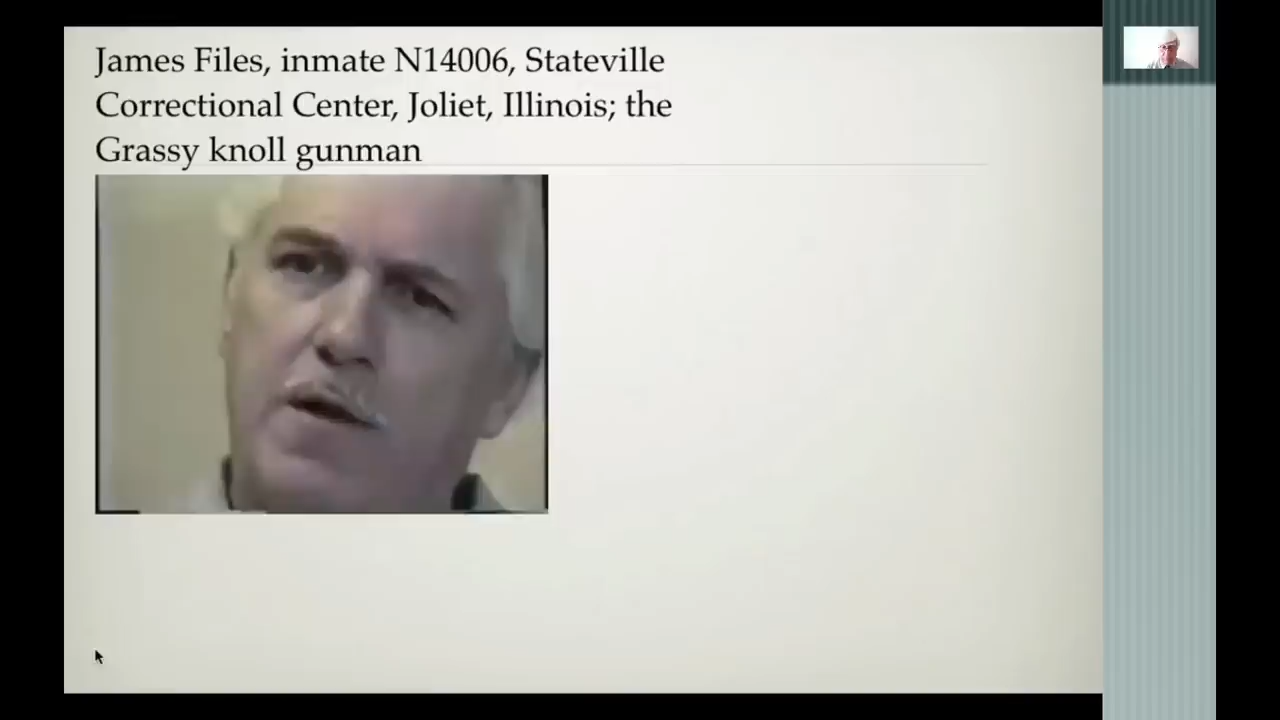 James Files, inmate N14006, Stateville
Correctional Center, Joliet, Illinois; the
Grassy knoll gunman